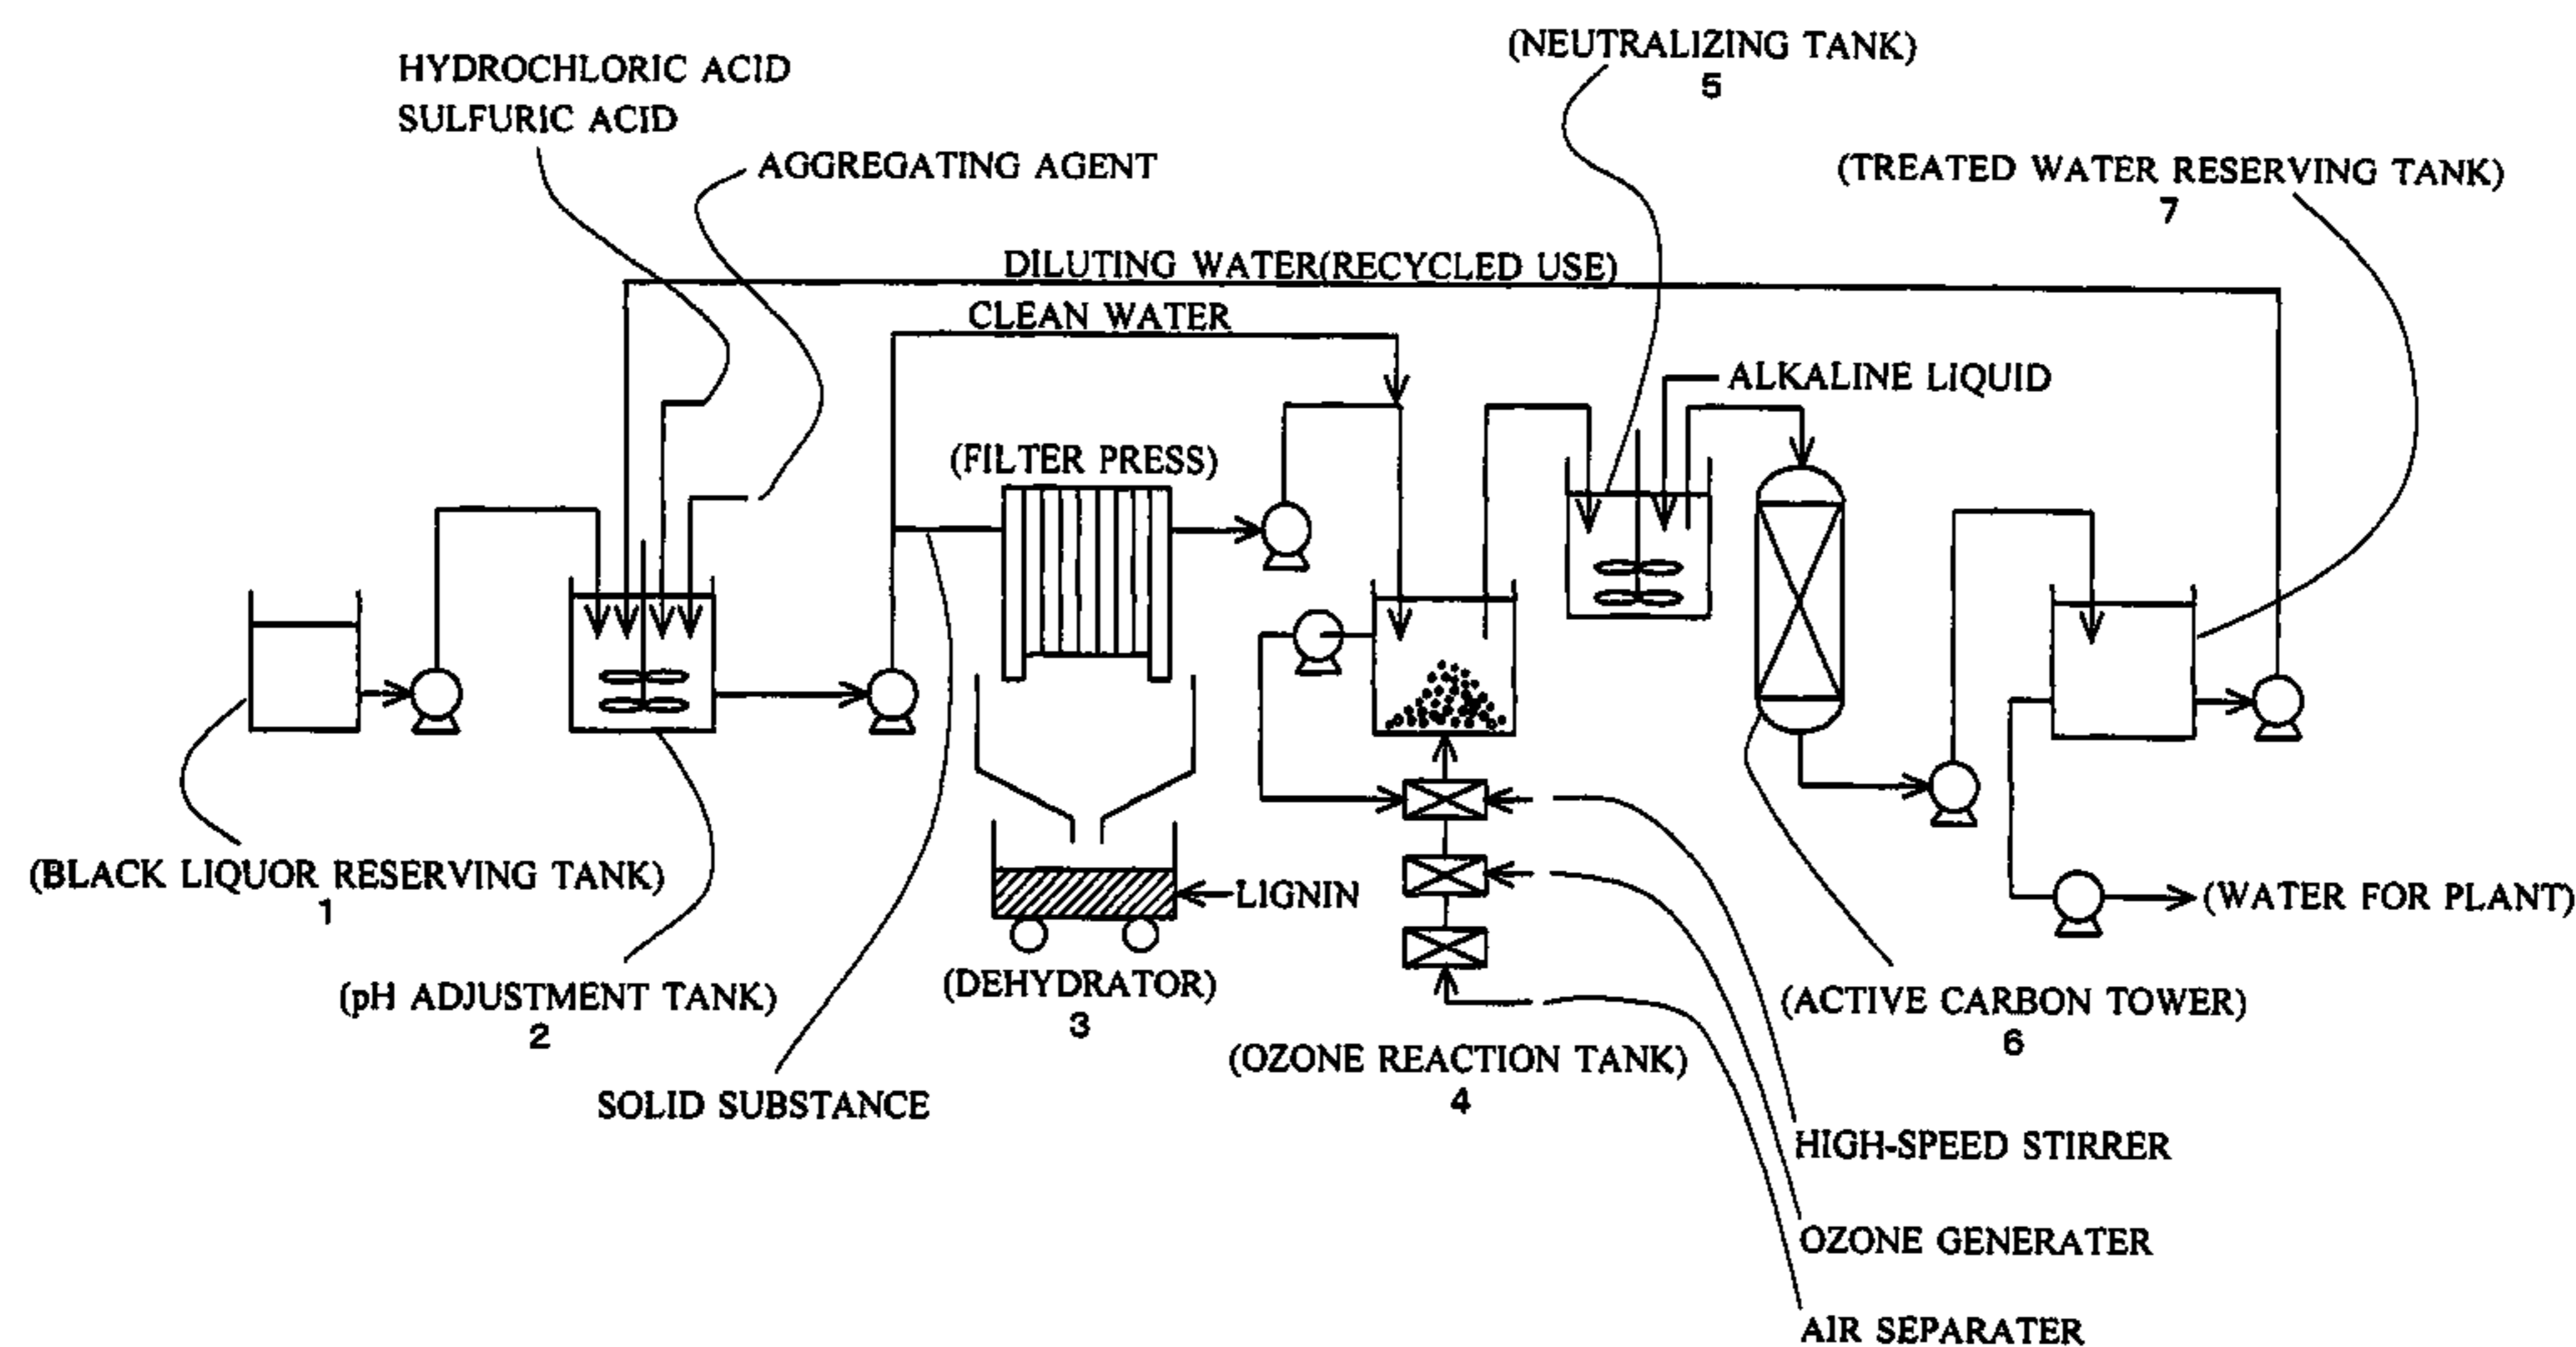 HYDROCHLORIC ACID
SULFURIC ACID
AGGREGATING AGENT
(NEUTRALIZING TANK)
5
(TREATED WATER RESERVING TANK)
7
DILUTING WATER(RECYCLED USE)
CLEAN WATER
ALKALINE LIQUID
(FILTER PRESS)
(BLACK LIQUOR RESERVING TANK)
1
LIGNIN
(WATER FOR PLANT)
(pH ADJUSTMENT TANK)
2
(DEHYDRATOR)
3
(ACTIVE CARBON TOWER)
6
(OZONE REACTION TANK)
4
SOLID SUBSTANCE
HIGH-SPEED STIRRER
OZONE GENERATER
AIR SEPARATER